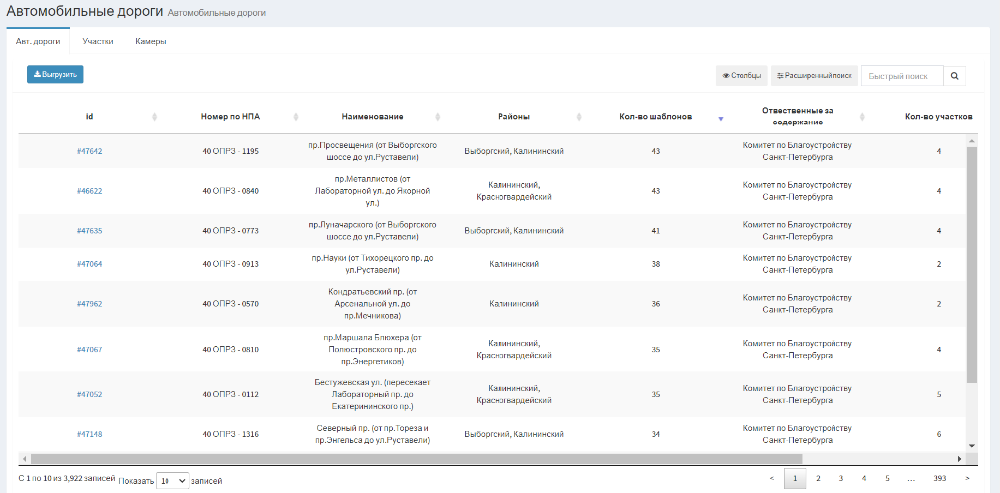 Автомобильные дороги Автомобильные дороги
Авт. дороги Участки Камеры
Выгрузить Столбцы Расширенный поиск Быстрый поиск
id Номер по НПА Наименование Районы Кол-во шаблонов Отвественные за содержание Кол-во участков
#47642 40 ОПРЗ - 1195 пр.Просвещения (от Выборгского шоссе до ул.Руставели) Выборгский, Калининский 43 Комитет по Благоустройству Санкт-Петербурга 4
#46622 40 ОПРЗ - 0840 пр.Металлистов (от Лабораторной ул. до Якорной ул.) Калининский, Красногвардейский 43 Комитет по Благоустройству Санкт-Петербурга 4
#47635 40 ОПРЗ - 0773 пр.Луначарского (от Выборгского шоссе до ул.Руставели) Выборгский, Калининский 41 Комитет по Благоустройству Санкт-Петербурга 4
#47064 40 ОПРЗ - 0913 пр.Науки (от Тихорецкого пр. до ул.Руставели) Калининский 38 Комитет по Благоустройству Санкт-Петербурга 2
#47962 40 ОПРЗ - 0570 Кондратьевский пр. (от Арсенальной ул. до пр.Мечникова) Калининский 36 Комитет по Благоустройству Санкт-Петербурга 2
#47067 40 ОПРЗ - 0810 пр.Маршала Блюхера (от Полюстровского пр. до пр.Энергетиков) Калининский, Красногвардейский 35 Комитет по Благоустройству Санкт-Петербурга 4
#47052 40 ОПРЗ - 0112 Бестужевская ул. (пересекает Лабораторный пр. до Екатерининского пр.) Калининский, Красногвардейский 35 Комитет по Благоустройству Санкт-Петербурга 5
#47148 40 ОПРЗ - 1316 Северный пр. (от пр.Тореза и пр.Энгельса до ул.Руставели) Выборгский, Калининский 34 Комитет по Благоустройству Санкт-Петербурга 6
С 1 по 10 из 3,922 записей Показать 10 записей < 1 2 3 4 5 ... 393 >